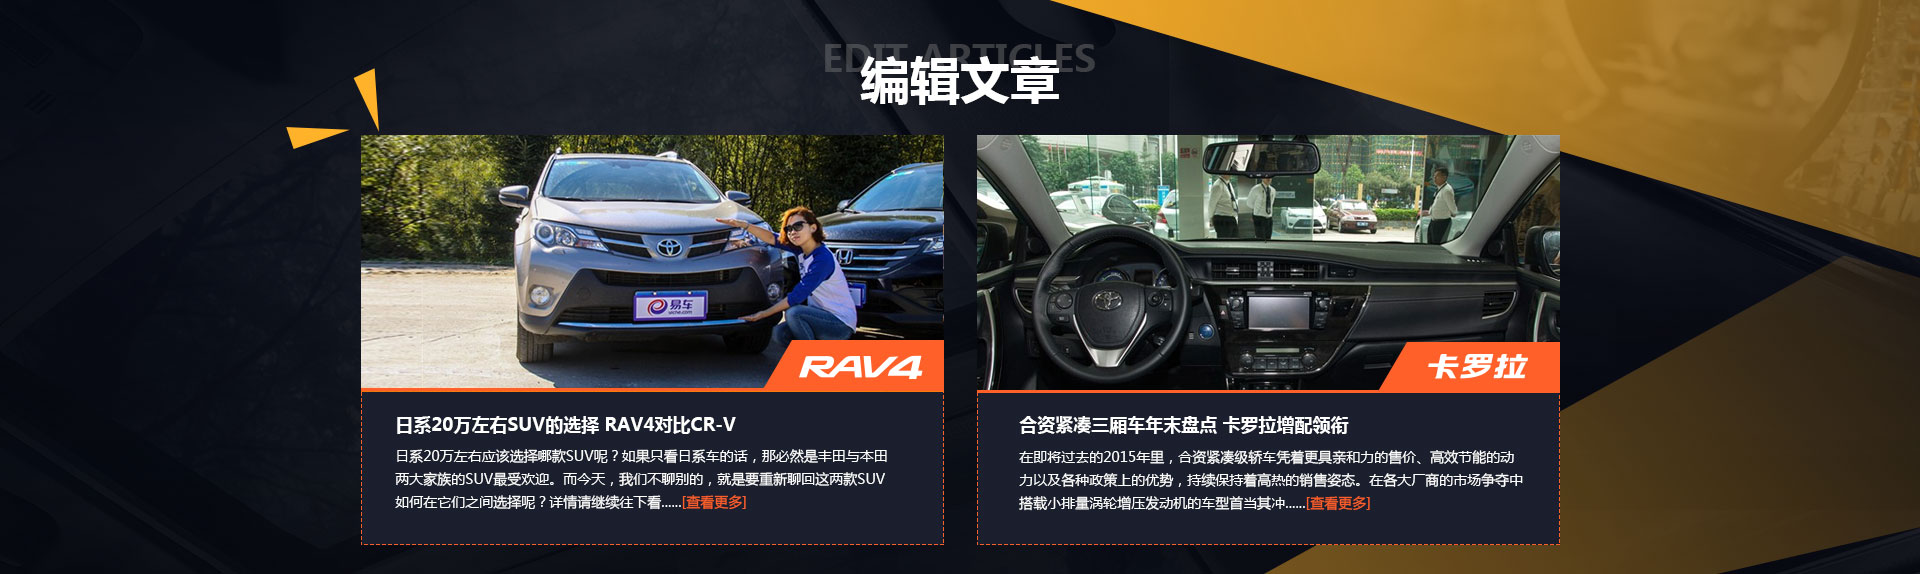 EDIT ARTICLES
编辑文章
易车
yiche.com
RAV4
卡罗拉
日系20万左右SUV的选择 RAV4对比CR-V
日系20万左右应该选择哪款SUV呢？如果只看日系车的话，那必然是丰田与本田
两大家族的SUV最受欢迎。而今天，我们不聊别的，就是要重新聊回这两款SUV
如何在它们之间选择呢？详情请继续往下看......[查看更多]
合资紧凑三厢车年末盘点 卡罗拉增配领衔
在即将过去的2015年里，合资紧凑级轿车凭着更具亲和力的售价、高效节能的动
力以及各种政策上的优势，持续保持着高热的销售姿态。在各大厂商的市场争夺中
搭载小排量涡轮增压发动机的车型首当其冲......[查看更多]